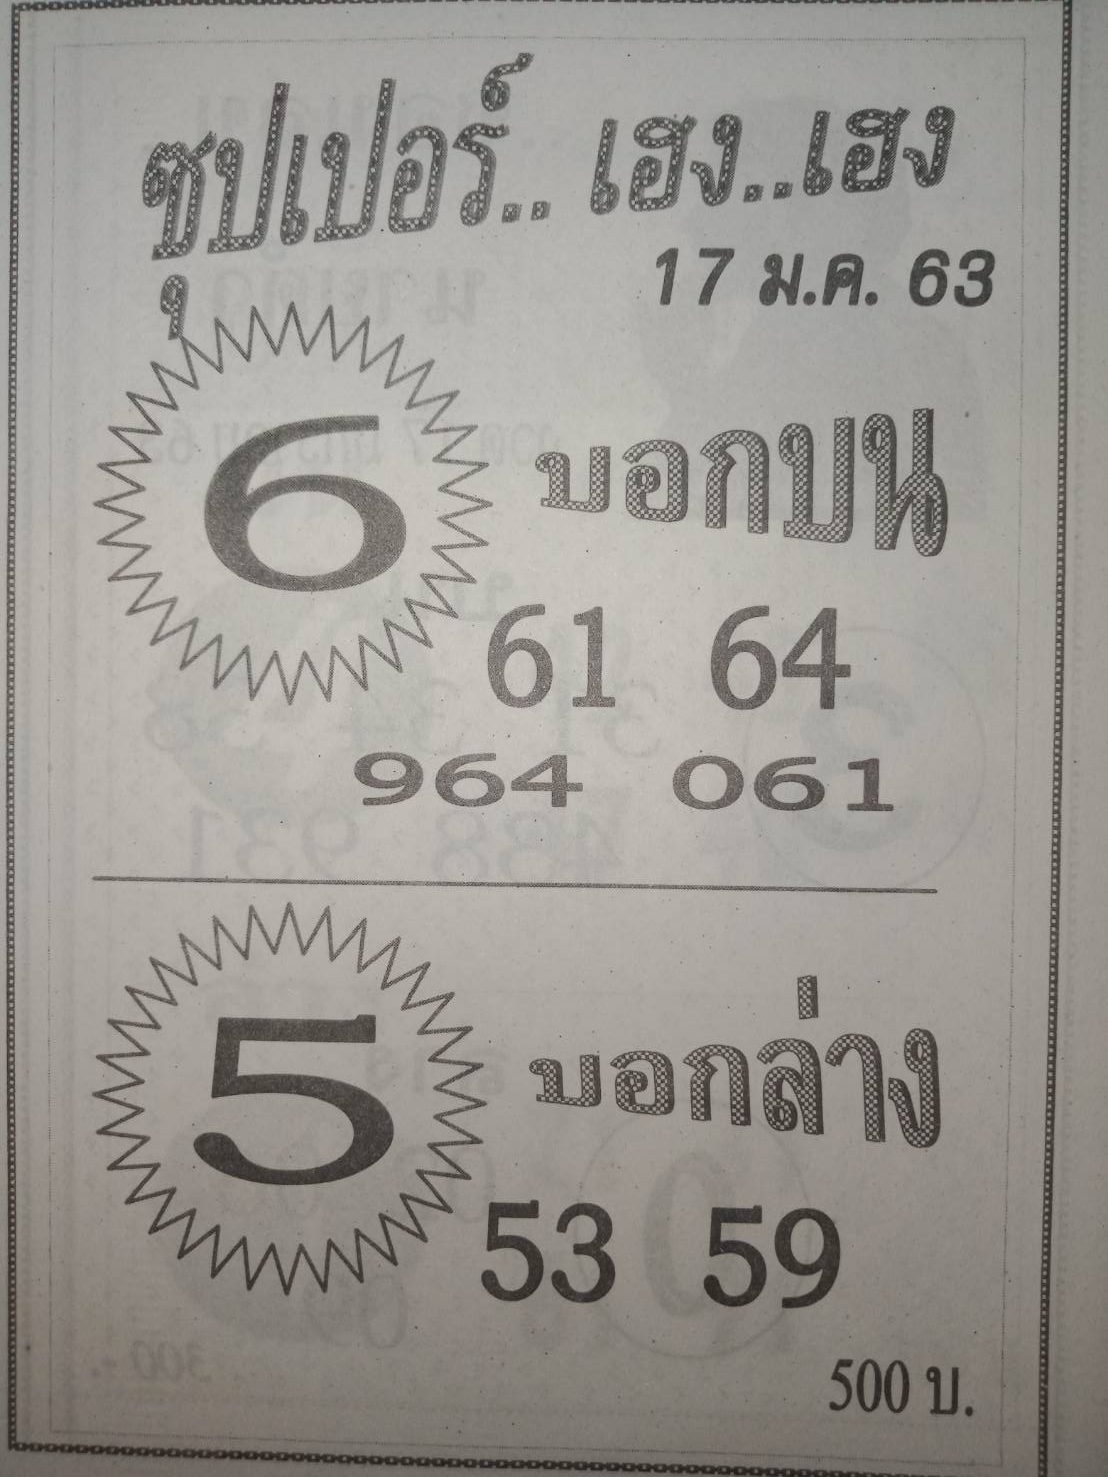 ซุปเปอร์.. เฮง..เฮง
17 ม.ค. 63
6 บอกบน
61 64
964 061
5 บอกล่าง
53 59
500 บ.